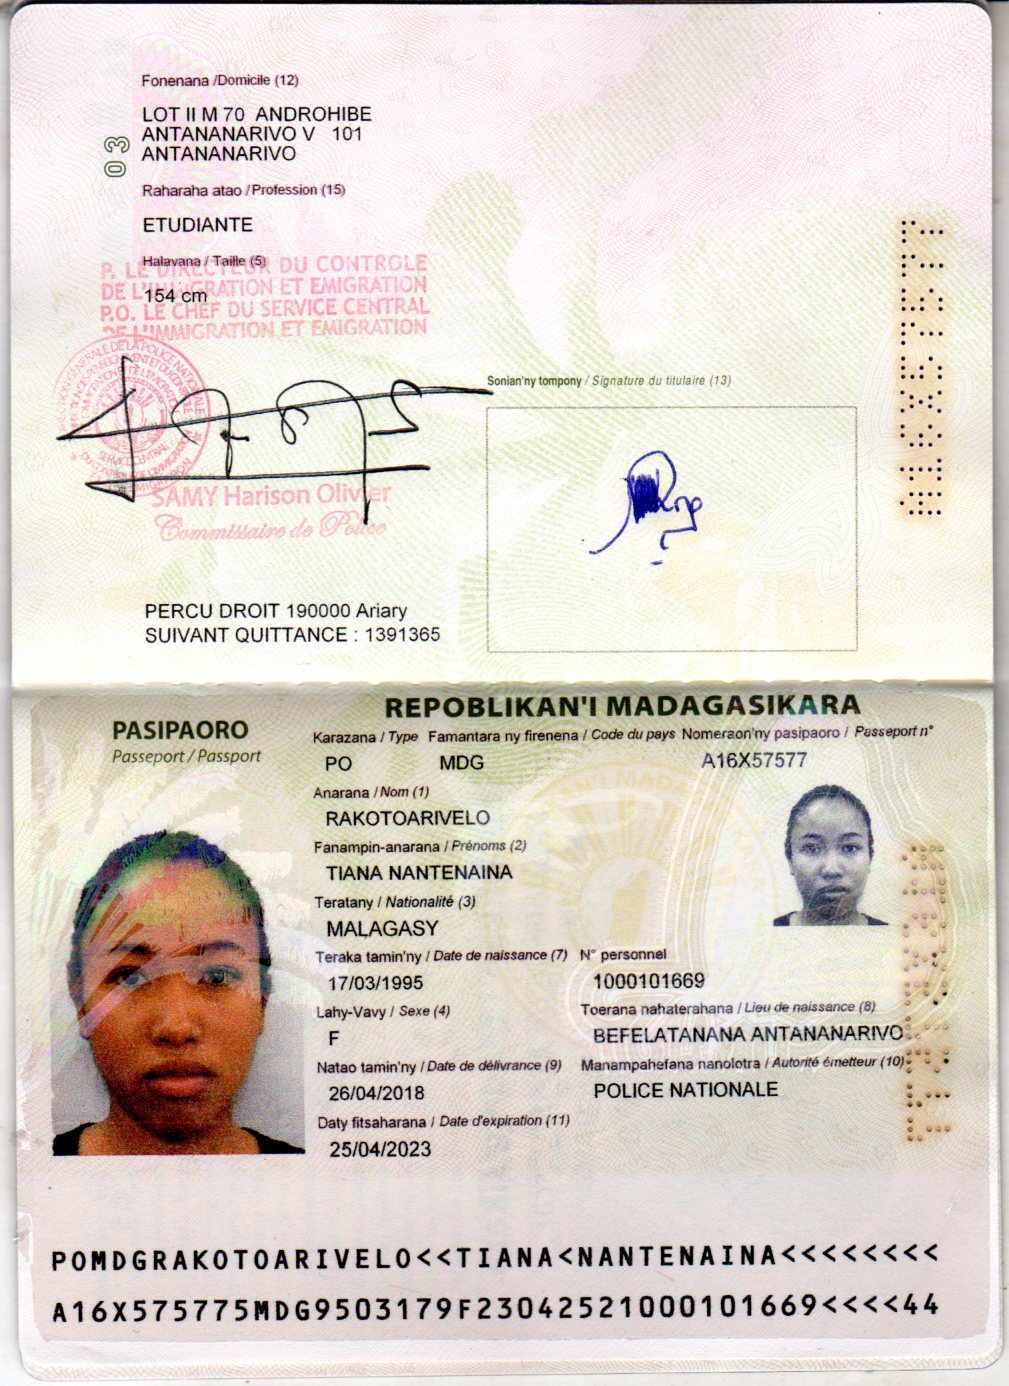 Fonenana / Domicile (12)
LOT II M 70 ANDROHIBE
ANTANANARIVO V 101
ANTANANARIVO
03
Raharaha atao / Profession (15)
ETUDIANTE
Halavana / Taille (5)
154 cm
P. LE DIRECTEUR DU CONTROLE
DE L'IMMIGRATION ET EMIGRATION
P.O. LE CHEF DU SERVICE CENTRAL
DE L'IMMIGRATION ET EMIGRATION
SAMY Harison Olivier
Commissaire de Police
Sonian'ny tompony / Signature du titulaire (13)
A16X57577
PERCU DROIT 190000 Ariary
SUIVANT QUITTANCE : 1391365
REPOBLIKAN'I MADAGASIKARA
PASIPAORO
Passeport / Passport
Karazana / Type Famantara ny firenena / Code du pays Nomeraon'ny pasipaoro / Passeport n°
PO MDG A16X57577
Anarana / Nom (1)
RAKOTOARIVELO
Fanampin-anarana / Prénoms (2)
TIANA NANTENAINA
Teratany / Nationalité (3)
MALAGASY
Teraka tamin'ny / Date de naissance (7) N° personnel
17/03/1995 1000101669
Lahy-Vavy / Sexe (4) Toerana nahaterahana / Lieu de naissance (8)
F BEFELATANANA ANTANANARIVO
Natao tamin'ny / Date de délivrance (9) Manampahefana nanolotra / Autorité émetteur (10)
26/04/2018 POLICE NATIONALE
Daty fitsaharana / Date d'expiration (11)
25/04/2023
POMDGRAKOTOARIVELO<<TIANA<NANTENAINA<<<<<<<<
A16X575775MDG9503179F23042521000101669<<<<44